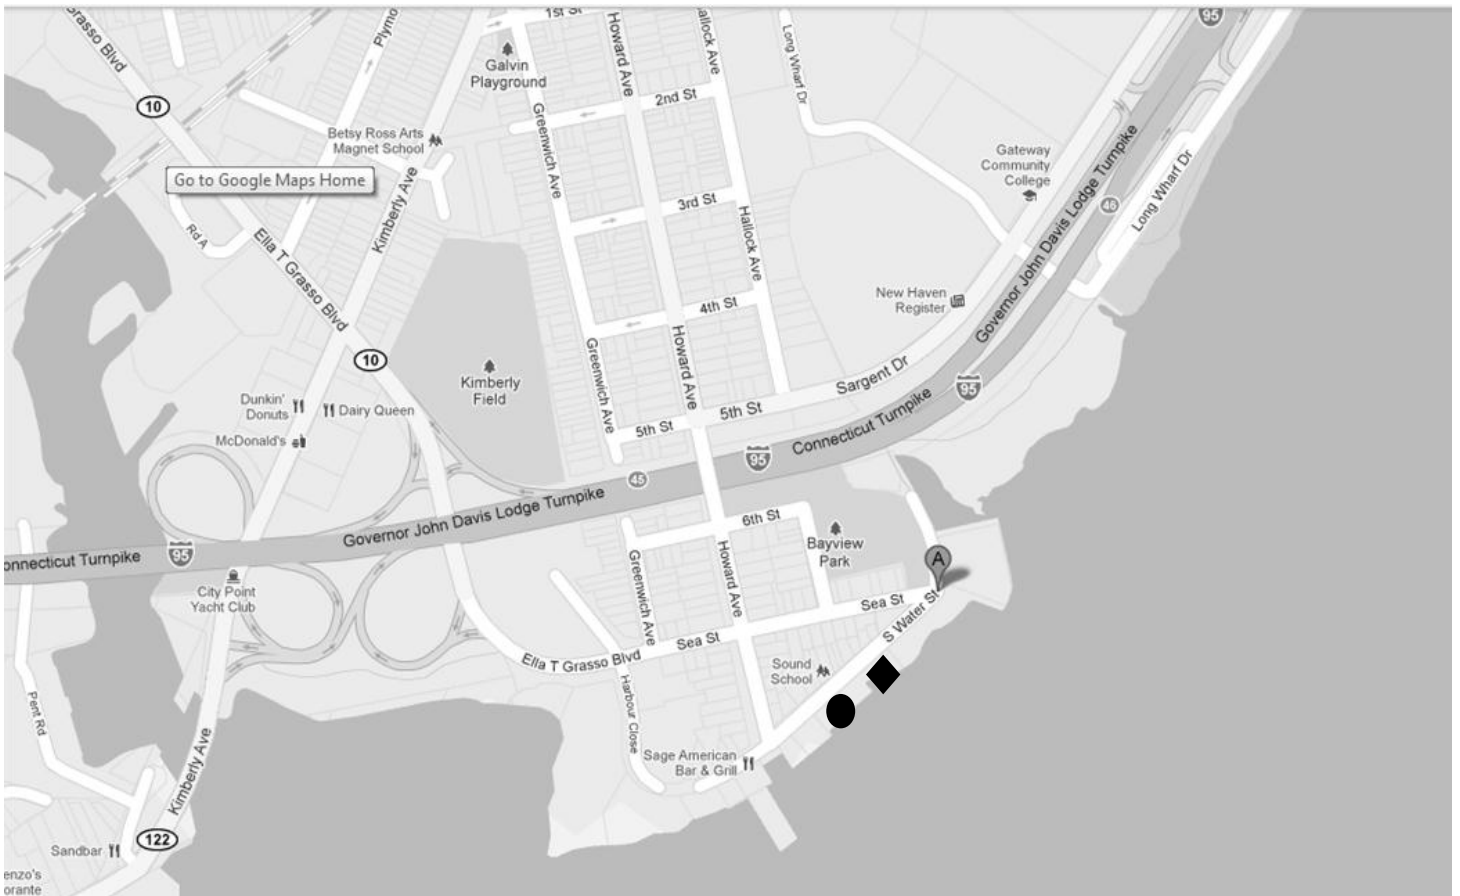 Grasso Blvd
Plymo
1st St
Howard Ave
allock Ave
Long Wharf Dr
95
Galvin
Playground
10
2nd St
Greenwich Ave
Betsy Ross Arts
Magnet School
Gateway
Community
College
Governor John Davis Lodge Turnpike
Go to Google Maps Home
Kimberly Ave
3rd St
46
Long Wharf Dr
Rd A
Ella T Grasso Blvd
Hallock Ave
New Haven
Register
4th St
10
Howard Ave
Greenwich Ave
Kimberly
Field
Sargent Dr
95
Dunkin'
Donuts
Dairy Queen
5th St
5th St
McDonald's
Connecticut Turnpike
95
45
Governor John Davis Lodge Turnpike
6th St
Bayview
Park
onnecticut Turnpike
95
A
City Point
Yacht Club
Greenwich Ave
Howard Ave
Sea St
S Water St
Sea St
Ella T Grasso Blvd
Sound
School
Harbour Close
Pent Rd
Kimberly Ave
Sage American
Bar & Grill
122
Sandbar
enzo's
orante